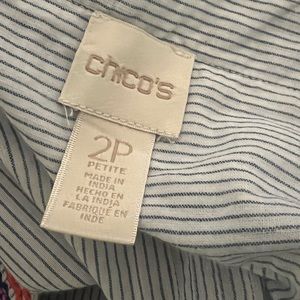 chico's
2P
PETITE
MADE IN
INDIA
HECHO EN
LA INDIA
FABRIQUÉ EN
INDE